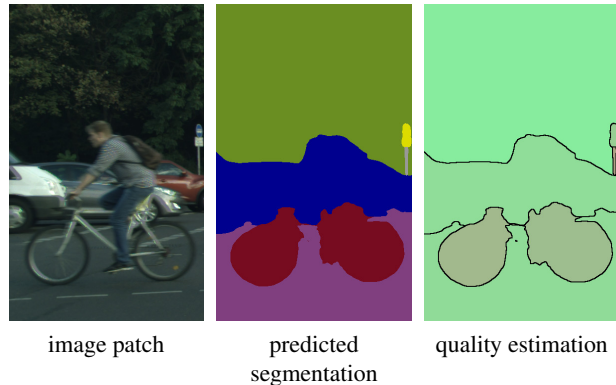 image patch
predicted
segmentation
quality estimation